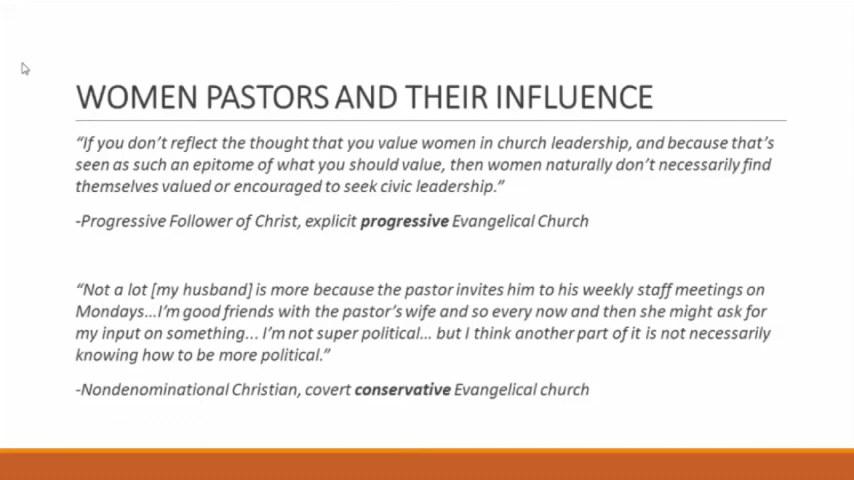 WOMEN PASTORS AND THEIR INFLUENCE
“If you don’t reflect the thought that you value women in church leadership, and because that’s
seen as such an epitome of what you should value, then women naturally don’t necessarily find
themselves valued or encouraged to seek civic leadership.”
-Progressive Follower of Christ, explicit progressive Evangelical Church
“Not a lot [my husband] is more because the pastor invites him to his weekly staff meetings on
Mondays…I’m good friends with the pastor’s wife and so every now and then she might ask for
my input on something... I’m not super political… but I think another part of it is not necessarily
knowing how to be more political.”
-Nondenominational Christian, covert conservative Evangelical church